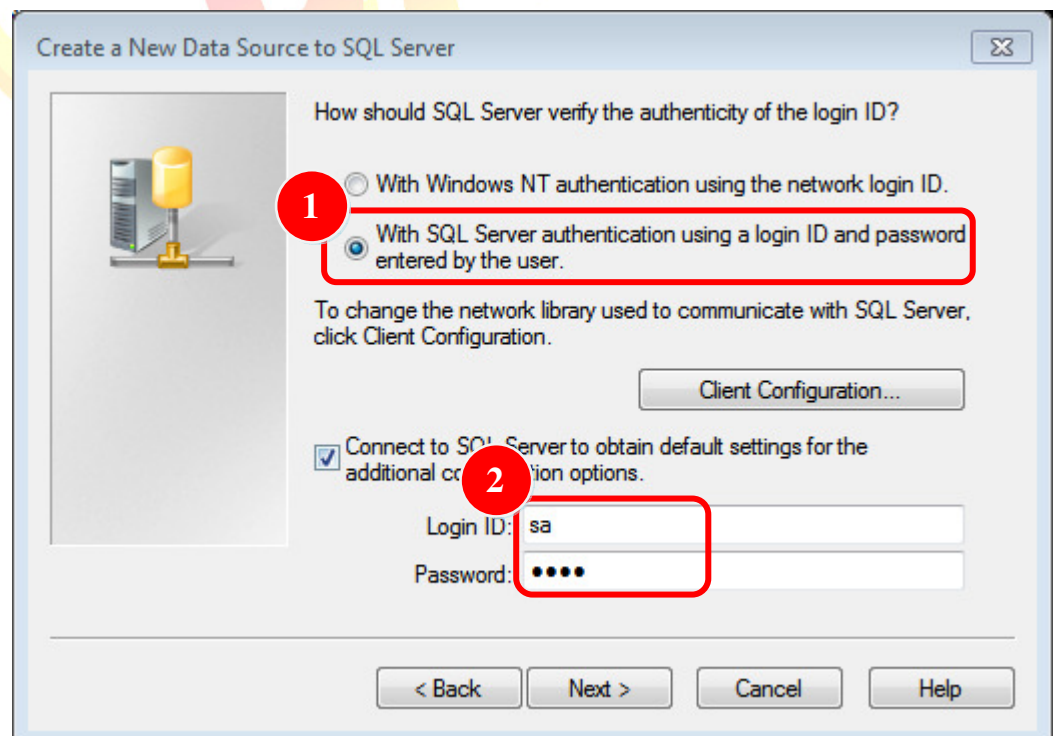 Create a New Data Source to SQL Server
How should SQL Server verify the authenticity of the login ID?
With Windows NT authentication using the network login ID.
1
With SQL Server authentication using a login ID and password
entered by the user.
To change the network library used to communicate with SQL Server,
click Client Configuration.
Client Configuration...
Connect to SQL Server to obtain default settings for the
additional tion options.
2
Login ID: sa
Password: ••••
< Back Next > Cancel Help